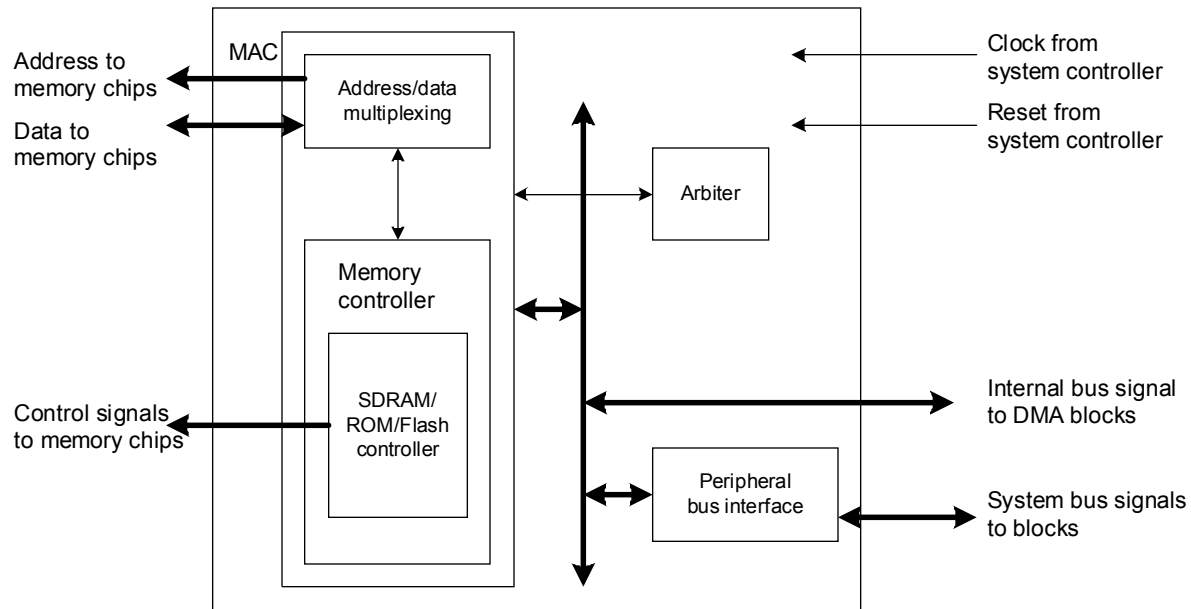 MAC
Address to
memory chips
Data to
memory chips
Address/data
multiplexing
Clock from
system controller
Reset from
system controller
Arbiter
Memory
controller
SDRAM/
ROM/Flash
controller
Control signals
to memory chips
Internal bus signal
to DMA blocks
Peripheral
bus interface
System bus signals
to blocks